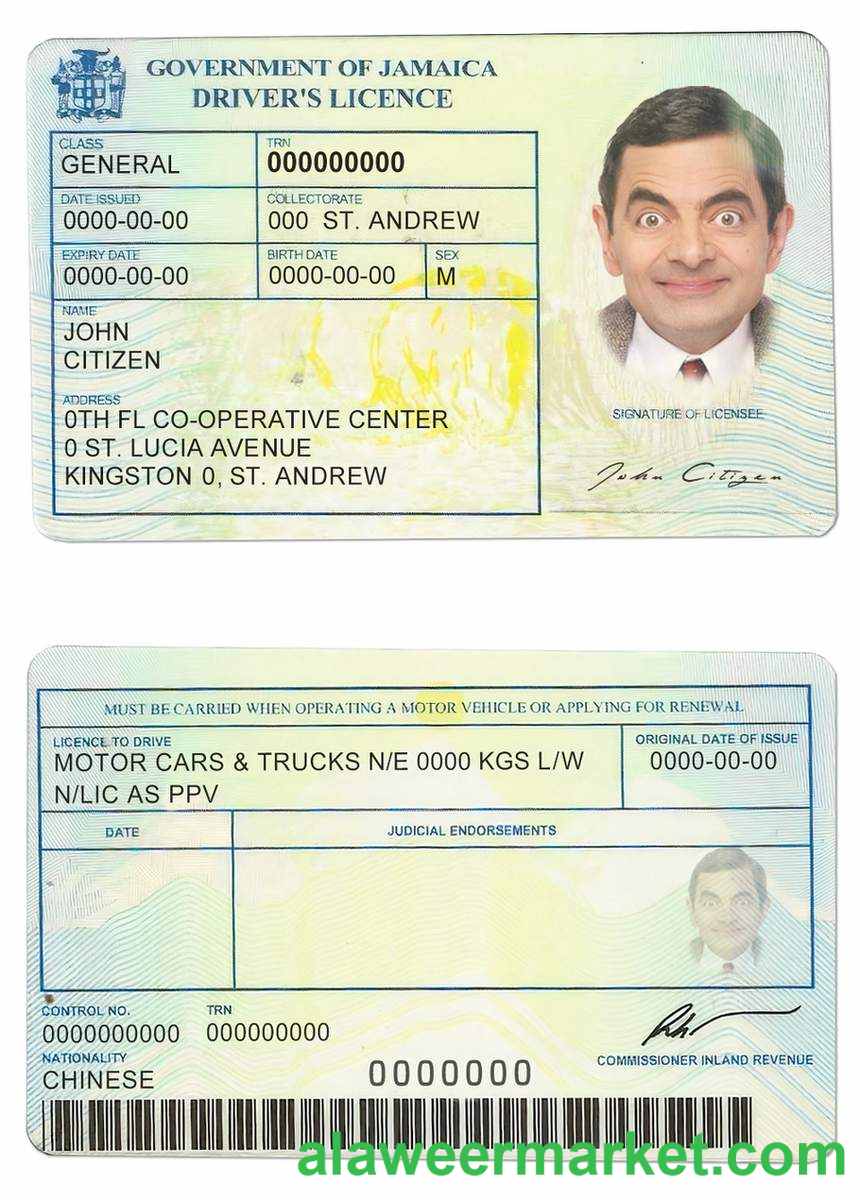 GOVERNMENT OF JAMAICA
DRIVER'S LICENCE
CLASS
GENERAL
TRN
000000000
DATE ISSUED
0000-00-00
COLLECTORATE
000 ST. ANDREW
EXPIRY DATE
0000-00-00
BIRTH DATE
0000-00-00
SEX
M
NAME
JOHN
CITIZEN
ADDRESS
0TH FL CO-OPERATIVE CENTER
0 ST. LUCIA AVENUE
KINGSTON 0, ST. ANDREW
SIGNATURE OF LICENSEE
John Citizen
MUST BE CARRIED WHEN OPERATING A MOTOR VEHICLE OR APPLYING FOR RENEWAL
LICENCE TO DRIVE
MOTOR CARS & TRUCKS N/E 0000 KGS L/W
N/LIC AS PPV
ORIGINAL DATE OF ISSUE
0000-00-00
DATE
JUDICIAL ENDORSEMENTS
CONTROL NO.
0000000000
TRN
000000000
NATIONALITY
CHINESE
0000000
COMMISSIONER INLAND REVENUE
alaweermarket.com